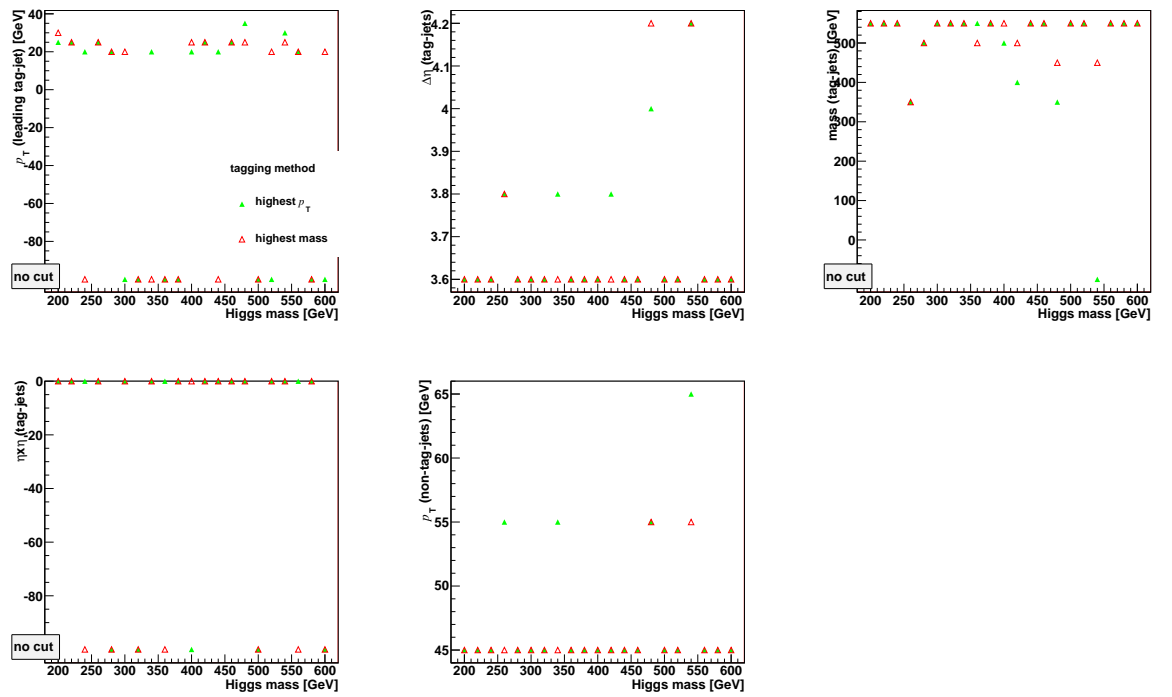 p_T (leading tag-jet) [GeV]
40
20
0
-20
-40
-60
-80
no cut
tagging method
highest p_T
highest mass
200 250 300 350 400 450 500 550 600
Higgs mass [GeV]
Δη (tag-jets)
4.2
4
3.9
3.8
3.7
3.6
200 250 300 350 400 450 500 550 600
Higgs mass [GeV]
mass (tag-jets) [GeV]
500
400
300
200
100
0
no cut
200 250 300 350 400 450 500 550 600
Higgs mass [GeV]
ηxη (tag-jets)
0
-20
-40
-60
-80
no cut
200 250 300 350 400 450 500 550 600
Higgs mass [GeV]
p_T (non-tag-jets) [GeV]
65
60
55
50
45
200 250 300 350 400 450 500 550 600
Higgs mass [GeV]